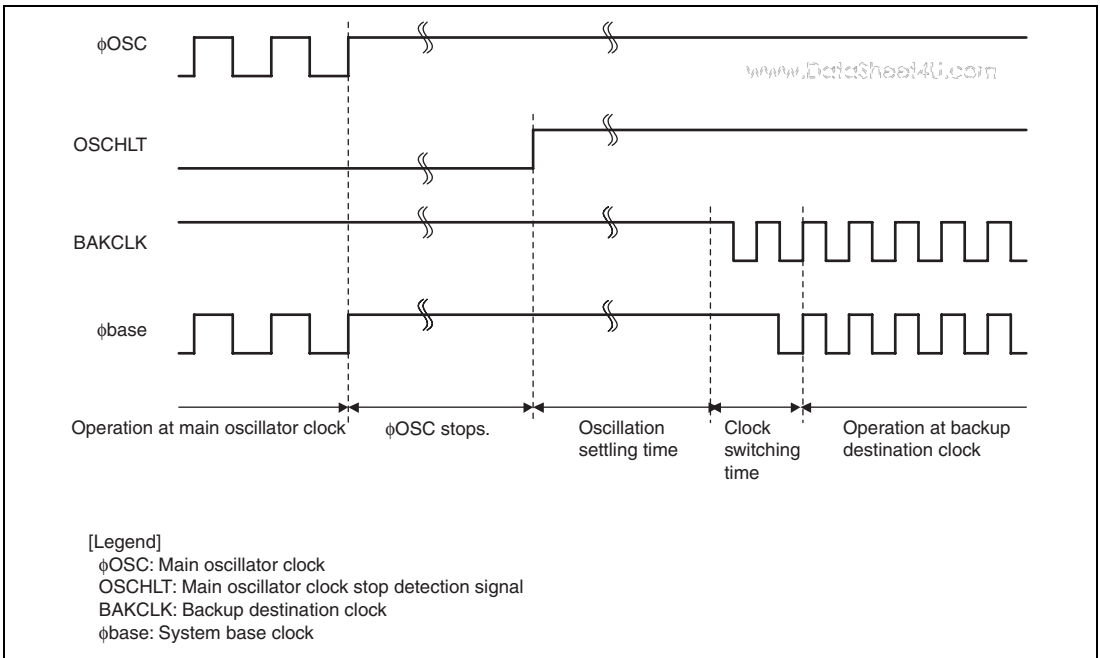 φOSC
www.DataSheet4U.com
OSCHLT
BAKCLK
φbase
Operation at main oscillator clock
φOSC stops.
Oscillation
settling time
Clock
switching
time
Operation at backup
destination clock
[Legend]
φOSC: Main oscillator clock
OSCHLT: Main oscillator clock stop detection signal
BAKCLK: Backup destination clock
φbase: System base clock